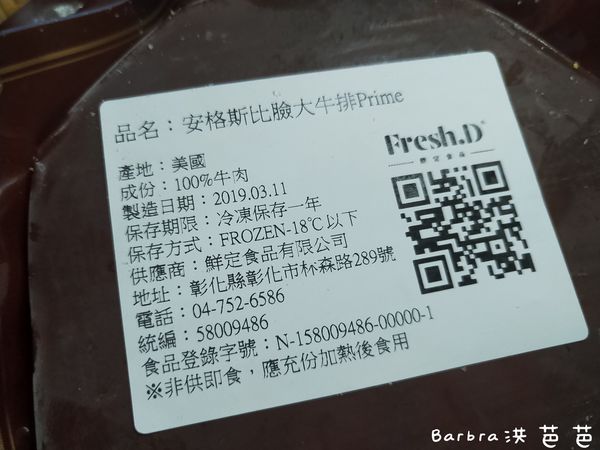 品名：安格斯比臉大牛排Prime
Fresh.D
鮮定食品
產地：美國
成份：100%牛肉
製造日期：2019.03.11
保存期限：冷凍保存一年
保存方式：FROZEN-18℃以下
供應商：鮮定食品有限公司
地址：彰化縣彰化市林森路289號
電話：04-752-6586
統編：58009486
食品登錄字號：N-158009486-00000-1
※非供即食，應充份加熱後食用
Barbra洪芭芭